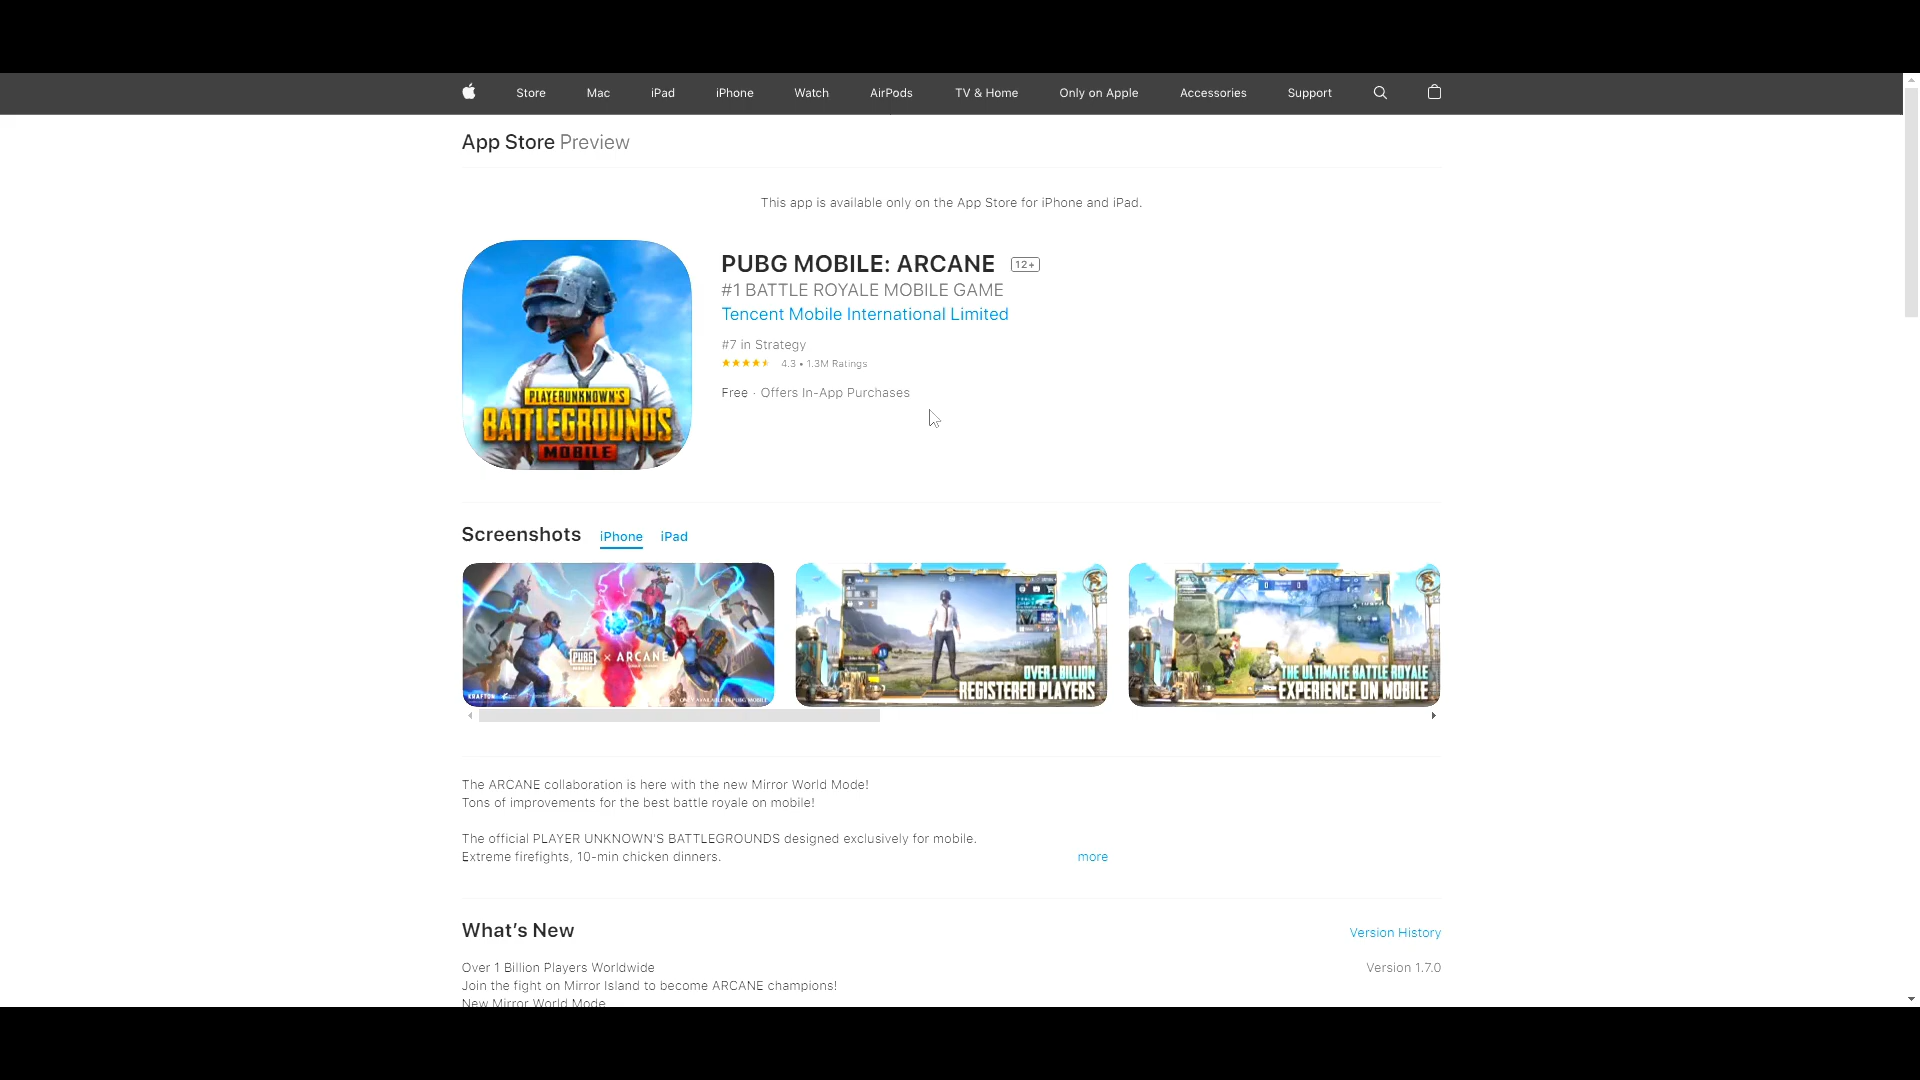 Store Mac iPad iPhone Watch AirPods TV & Home Only on Apple Accessories Support
App Store Preview
This app is available only on the App Store for iPhone and iPad.
PUBG MOBILE: ARCANE 12+
#1 BATTLE ROYALE MOBILE GAME
Tencent Mobile International Limited
#7 in Strategy
4.3 • 1.3M Ratings
Free · Offers In-App Purchases
PLAYERUNKNOWN'S
BATTLEGROUNDS
MOBILE
Screenshots iPhone iPad
PUBG MOBILE × ARCANE
KRAFTON
OVER 1 BILLION
REGISTERED PLAYERS
THE ULTIMATE BATTLE ROYALE
EXPERIENCE ON MOBILE
The ARCANE collaboration is here with the new Mirror World Mode!
Tons of improvements for the best battle royale on mobile!
The official PLAYER UNKNOWN'S BATTLEGROUNDS designed exclusively for mobile.
Extreme firefights, 10-min chicken dinners. more
What's New Version History
Over 1 Billion Players Worldwide Version 1.7.0
Join the fight on Mirror Island to become ARCANE champions!
New Mirror World Mode